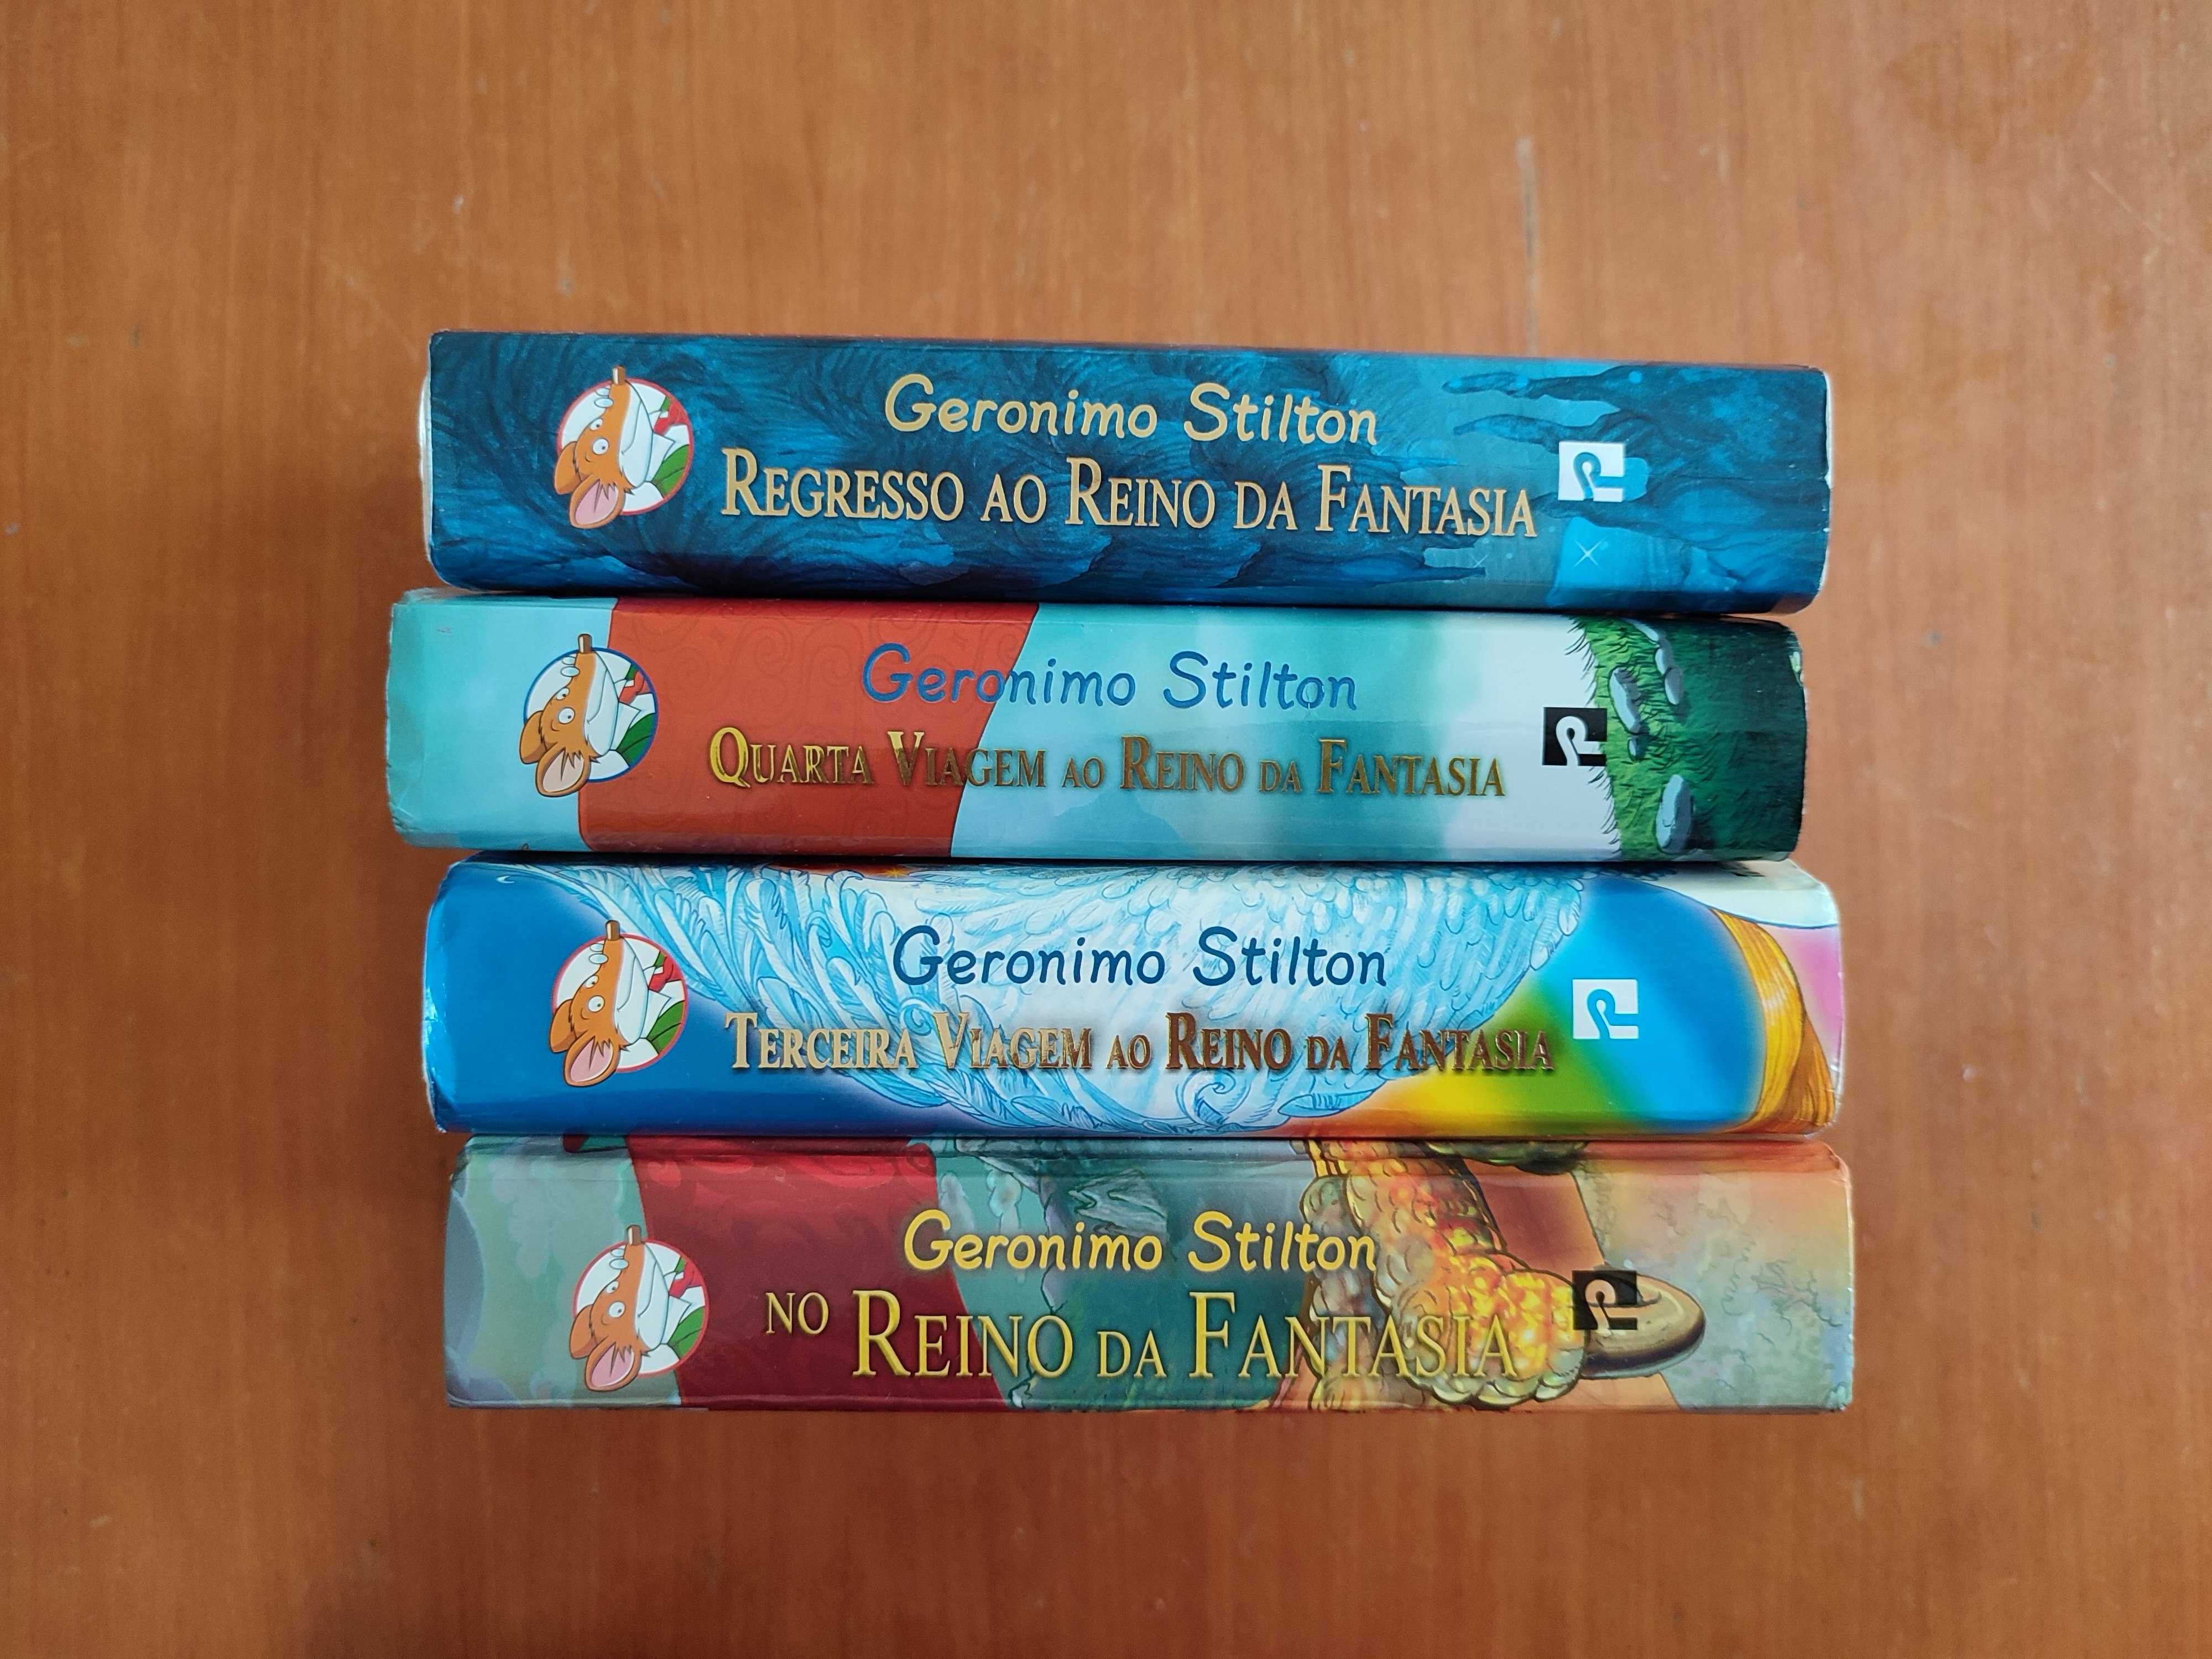 Geronimo Stilton
REGRESSO AO REINO DA FANTASIA
Geronimo Stilton
QUARTA VIAGEM AO REINO DA FANTASIA
Geronimo Stilton
TERCEIRA VIAGEM AO REINO DA FANTASIA
Geronimo Stilton
NO REINO DA FANTASIA